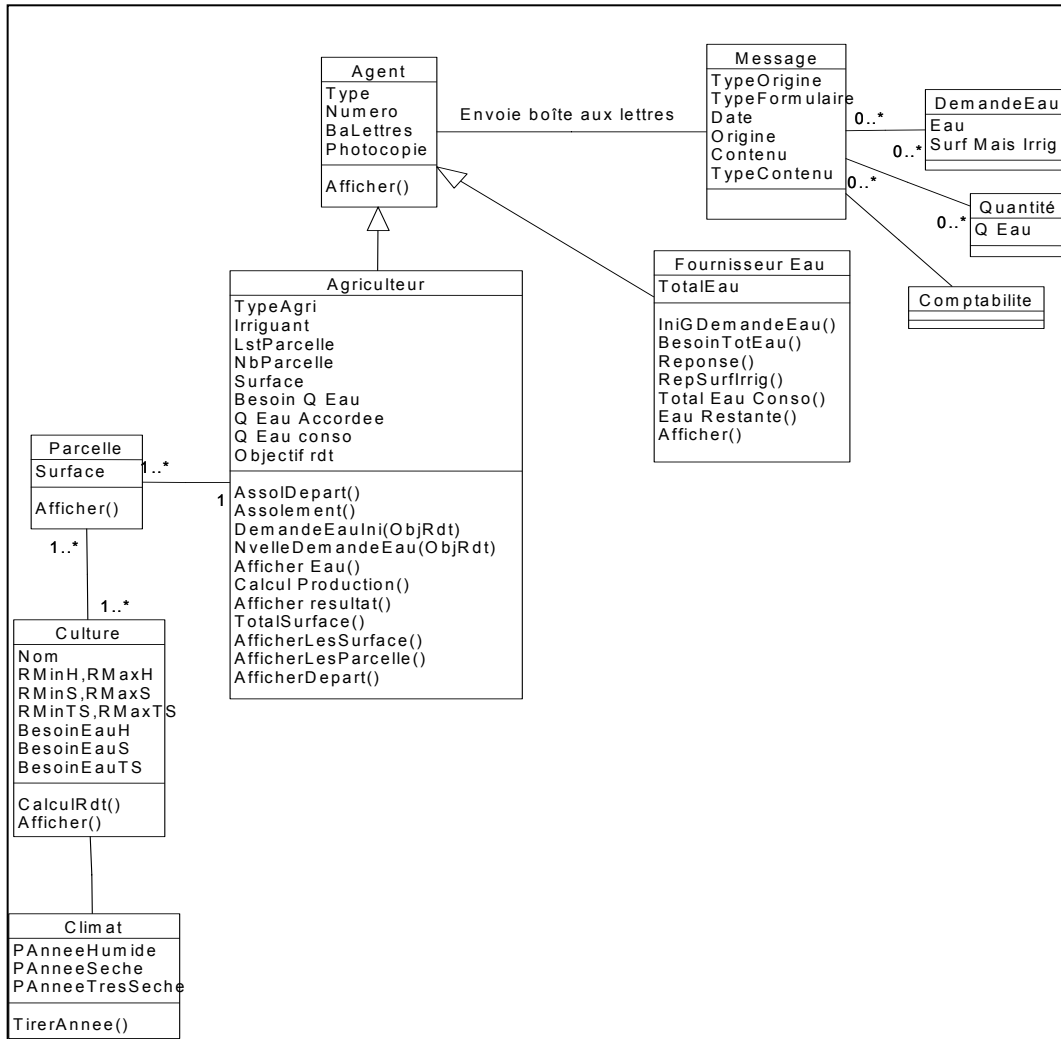 Agent
Type
Numero
BaLettres
Photocopie
Afficher()
Envoie boîte aux lettres
Message
TypeOrigine
TypeFormulaire
Date
Origine
Contenu
TypeContenu
0..*
0..*
DemandeEau
Eau
Surf Mais Irrig
0..*
0..*
Quantité
Q Eau
Comptabilite
Fournisseur Eau
TotalEau
IniGDemandeEau()
BesoinTotEau()
Reponse()
RepSurfIrrig()
Total Eau Conso()
Eau Restante()
Afficher()
Agriculteur
TypeAgri
Irriguant
LstParcelle
NbParcelle
Surface
Besoin Q Eau
Q Eau Accordee
Q Eau conso
Objectif rdt
AssolDepart()
Assolement()
DemandeEauIni(ObjRdt)
NvelleDemandeEau(ObjRdt)
Afficher Eau()
Calcul Production()
Afficher resultat()
TotalSurface()
AfficherLesSurface()
AfficherLesParcelle()
AfficherDepart()
Parcelle
Surface
Afficher()
1..*
1
1..*
1..*
Culture
Nom
RMinH,RMaxH
RMinS,RMaxS
RMinTS,RMaxTS
BesoinEauH
BesoinEauS
BesoinEauTS
CalculRdt()
Afficher()
Climat
PAnneeHumide
PAnneeSeche
PAnneeTresSeche
TirerAnnee()